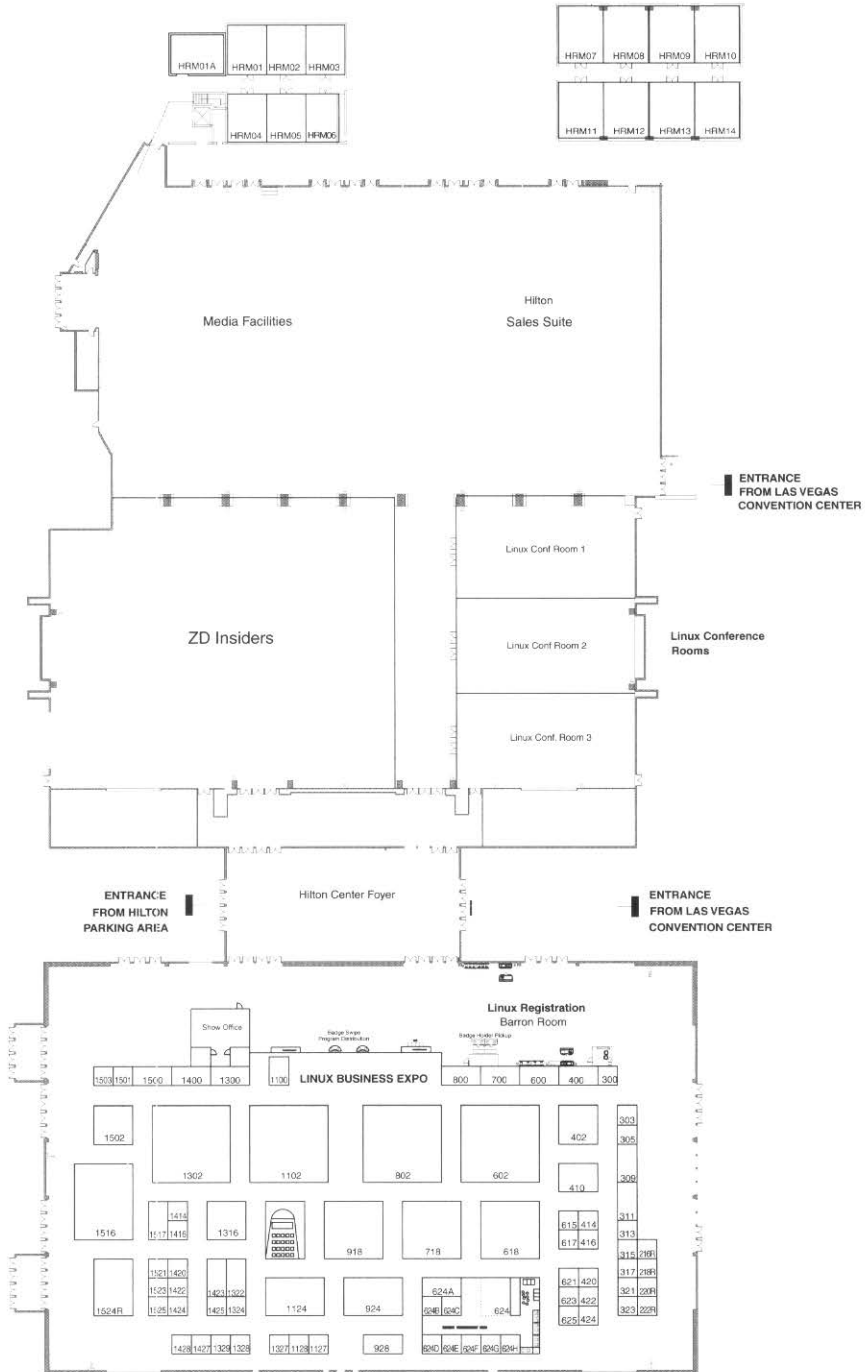 HRM01A
HRM01 HRM02 HRM03
HRM04 HRM05 HRM06
HRM07 HRM08 HRM09 HRM10
HRM11 HRM12 HRM13 HRM14
Media Facilities
Hilton
Sales Suite
ENTRANCE
FROM LAS VEGAS
CONVENTION CENTER
Linux Conf Room 1
ZD Insiders
Linux Conf Room 2
Linux Conference
Rooms
Linux Conf. Room 3
ENTRANCE
FROM HILTON
PARKING AREA
Hilton Center Foyer
ENTRANCE
FROM LAS VEGAS
CONVENTION CENTER
Linux Registration
Barron Room
Show Office
Badge Swipe
Program Distribution
Badge Holder Pickup
1503 1501 1500 1400 1300
1100
LINUX BUSINESS EXPO
800 700 600 400 300
1502
1302
1102
802
602
402
303
305
410
309
1516
1414
1517 1416
1316
918
718
618
615 414
617 416
311
313
315 216R
317 218R
321 220R
323 222R
1524R
1521 1420
1523 1422
1525 1424
1423 1322
1425 1324
1124
924
624A
624B 624C
624
621 420
623 422
625 424
1428 1427 1329 1328
1327 1128 1127
928
624D 624E 624F 624G 624H